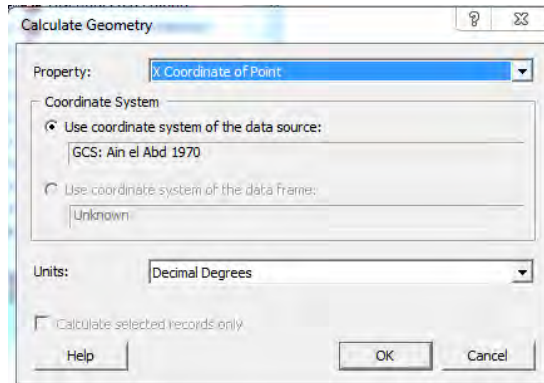 Calculate Geometry
Property: X Coordinate of Point
Coordinate System
Use coordinate system of the data source:
GCS: Ain el Abd 1970
Use coordinate system of the data frame:
Unknown
Units: Decimal Degrees
Calculate selected records only
Help OK Cancel